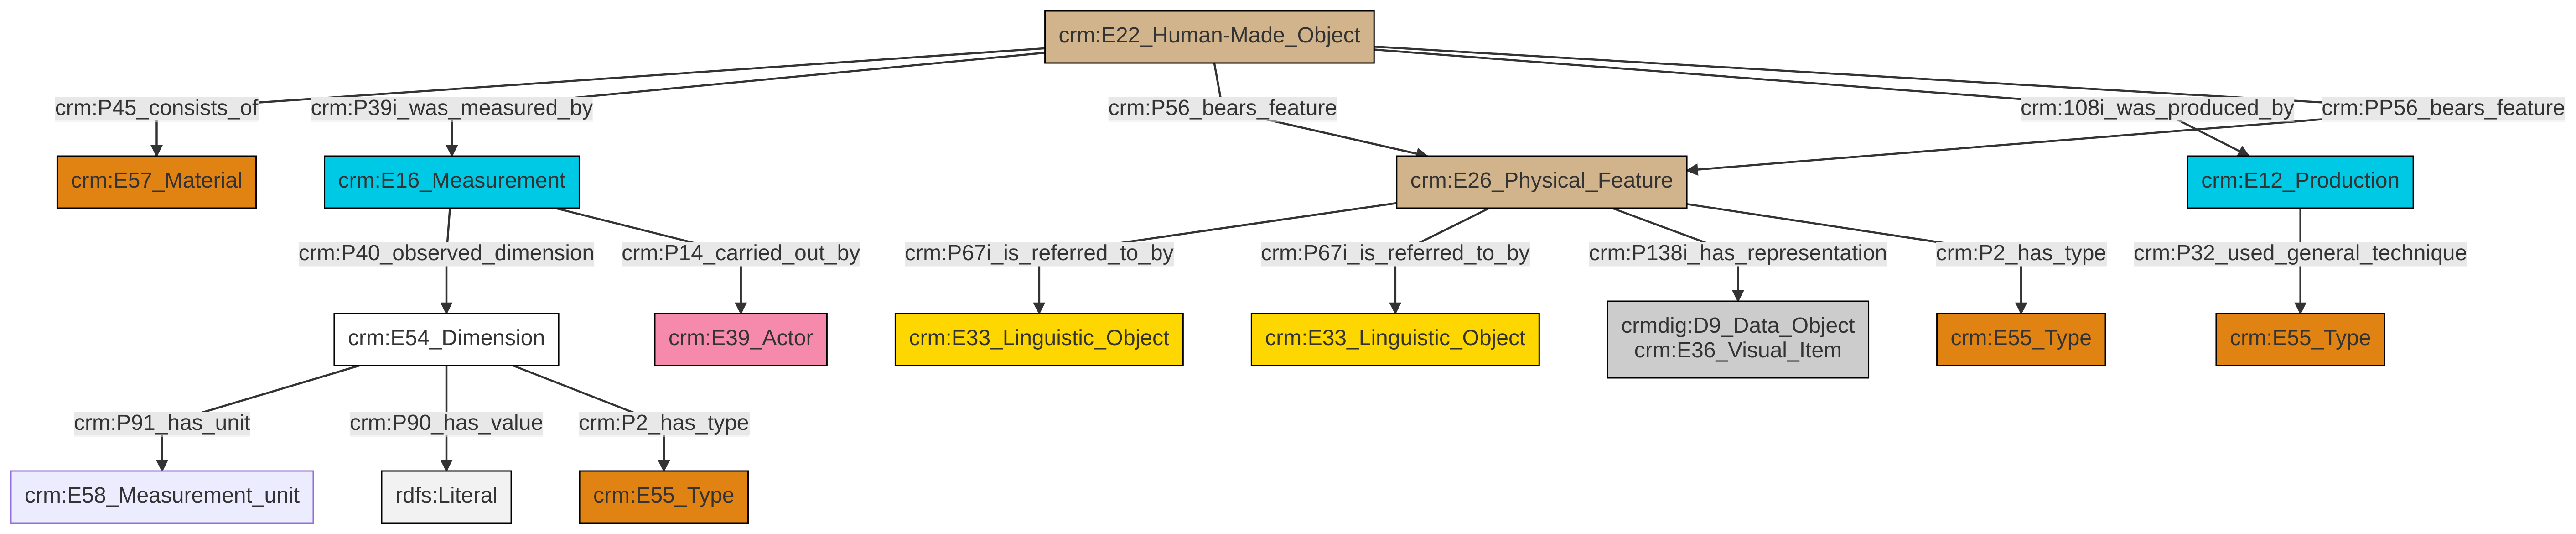 crm:E22_Human-Made_Object
crm:P45_consists_of
crm:P39i_was_measured_by
crm:P56_bears_feature
crm:108i_was_produced_by
crm:PP56_bears_feature
crm:E57_Material
crm:E16_Measurement
crm:E26_Physical_Feature
crm:E12_Production
crm:P40_observed_dimension
crm:P14_carried_out_by
crm:P67i_is_referred_to_by
crm:P67i_is_referred_to_by
crm:P138i_has_representation
crm:P2_has_type
crm:P32_used_general_technique
crm:E54_Dimension
crm:E39_Actor
crm:E33_Linguistic_Object
crm:E33_Linguistic_Object
crmdig:D9_Data_Object
crm:E36_Visual_Item
crm:E55_Type
crm:E55_Type
crm:P91_has_unit
crm:P90_has_value
crm:P2_has_type
crm:E58_Measurement_unit
rdfs:Literal
crm:E55_Type